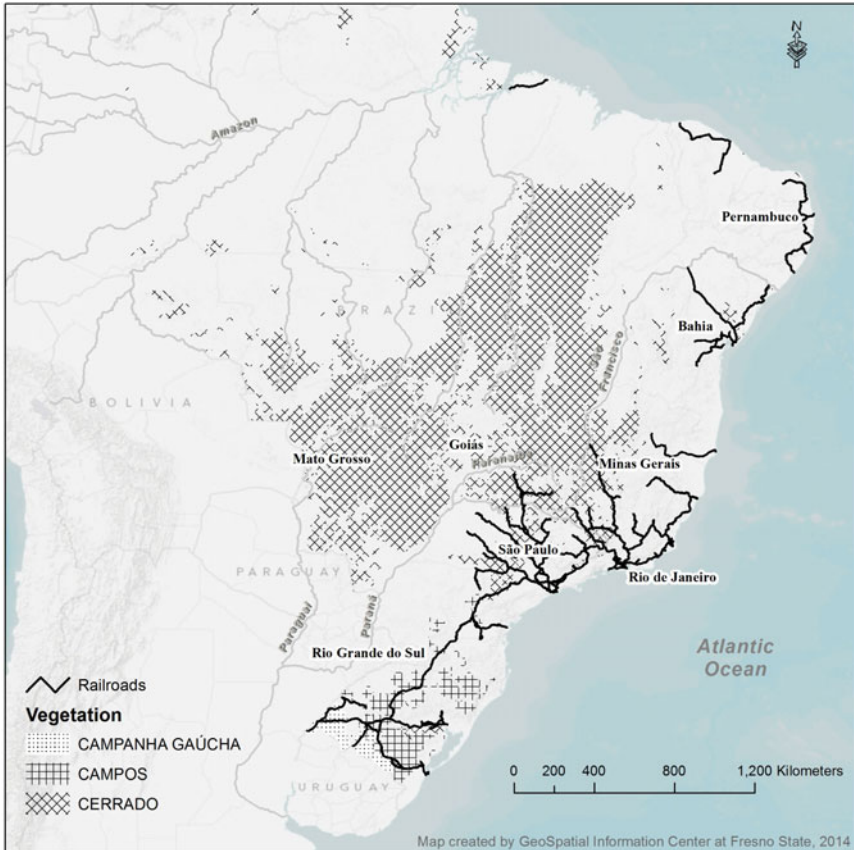 N
Amazon
Pernambuco
BRAZI
Bahia
São
Francisco
BOLIVIA
Mato Grosso
Goiás
Paranaíba
Minas Gerais
São Paulo
PARAGUAY
Rio de Janeiro
Paraguai
Paraná
Rio Grande do Sul
Atlantic
Ocean
Railroads
Vegetation
CAMPANHA GAÚCHA
CAMPOS
CERRADO
URUGUAY
0 200 400 800 1,200 Kilometers
Map created by GeoSpatial Information Center at Fresno State, 2014